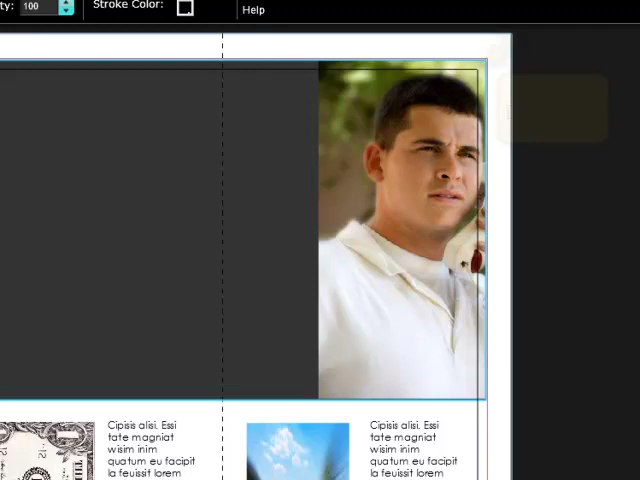 ty: 100 Stroke Color: Help
Cipisis alisi. Essi
tate magniat
wisim inim
quatum eu facipit
la feuissit lorem
Cipisis alisi. Essi
tate magniat
wisim inim
quatum eu facipit
la feuissit lorem